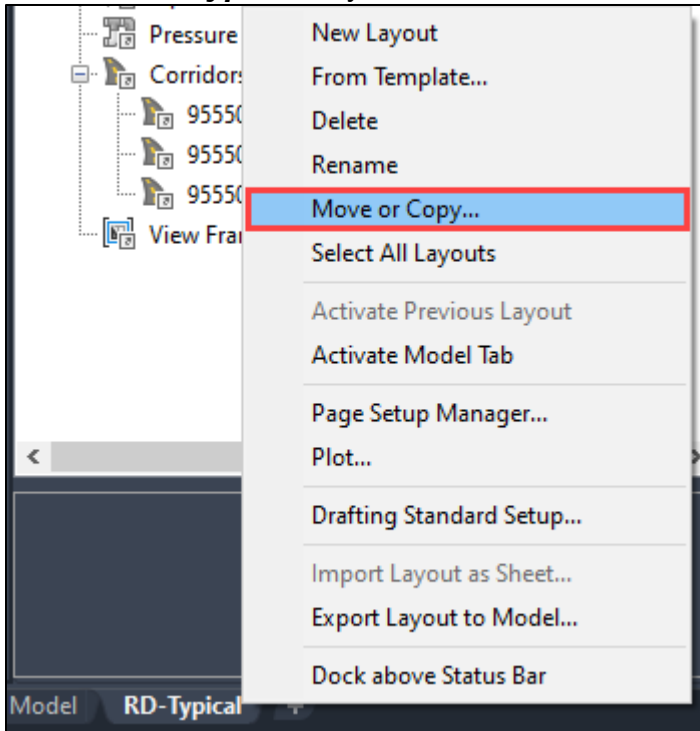 Pressure
Corridors
95550
95550
95550
View Fra
New Layout
From Template...
Delete
Rename
Move or Copy...
Select All Layouts
Activate Previous Layout
Activate Model Tab
Page Setup Manager...
Plot...
Drafting Standard Setup...
Import Layout as Sheet...
Export Layout to Model...
Dock above Status Bar
Model RD-Typical +